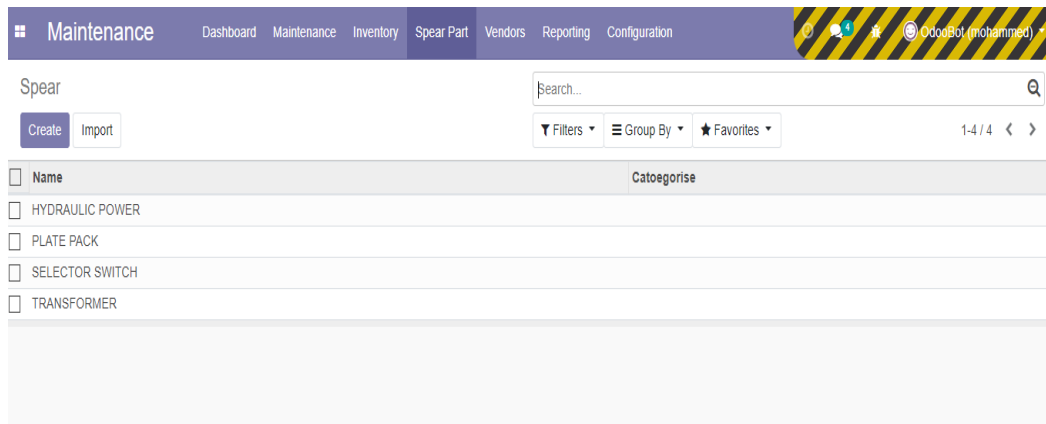 Maintenance Dashboard Maintenance Inventory Spear Part Vendors Reporting Configuration 4 OdooBot (mohammed)
Spear Search...
Create Import Filters Group By Favorites 1-4 / 4
Name Catoegorise
HYDRAULIC POWER
PLATE PACK
SELECTOR SWITCH
TRANSFORMER